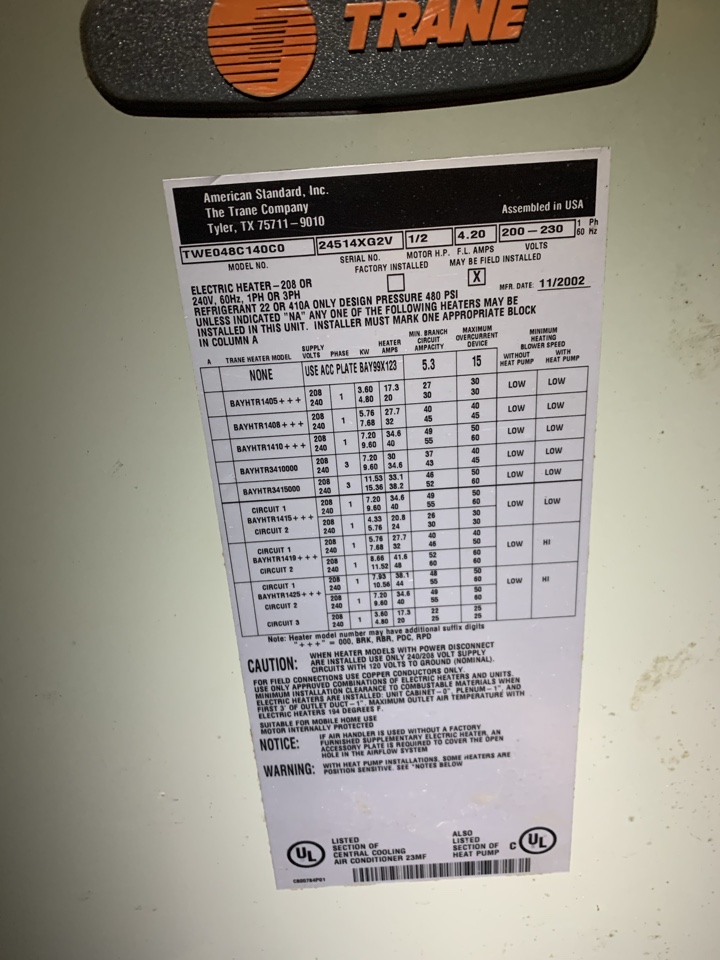 TRANE
American Standard, Inc.
The Trane Company
Tyler, TX 75711-9010
Assembled in USA
TWE048C140C0 24514XG2V 1/2 4.20 200-230 1 Ph
60 Hz
MODEL NO. SERIAL NO. MOTOR H.P. F.L. AMPS VOLTS
FACTORY INSTALLED MAY BE FIELD INSTALLED
X
MFR. DATE: 11/2002
ELECTRIC HEATER-208 OR
240V, 60Hz, 1PH OR 3PH
REFRIGERANT 22 OR 410A ONLY DESIGN PRESSURE 480 PSI
UNLESS INDICATED "NA" ANY ONE OF THE FOLLOWING HEATERS MAY BE
INSTALLED IN THIS UNIT. INSTALLER MUST MARK ONE APPROPRIATE BLOCK
IN COLUMN A
A TRANE HEATER MODEL SUPPLY VOLTS PHASE KW HEATER AMPS MIN. BRANCH CIRCUIT AMPACITY MAXIMUM OVERCURRENT DEVICE MINIMUM HEATING BLOWER SPEED
WITHOUT HEAT PUMP WITH HEAT PUMP
NONE USE ACC PLATE BAY99X123 5.3 15
BAYHTR1405+++ 208 240 1 3.60 4.80 17.3 20 27 30 30 30 LOW LOW
BAYHTR1408+++ 208 240 1 5.76 7.68 27.7 32 40 45 40 45 LOW LOW
BAYHTR1410+++ 208 240 1 7.20 9.60 34.6 40 49 55 50 60 LOW LOW
BAYHTR3410000 208 240 3 7.20 9.60 30 34.6 37 43 40 45 LOW LOW
BAYHTR3415000 208 240 3 11.53 15.36 33.1 38.2 46 52 50 60 LOW LOW
CIRCUIT 1 208 240 1 7.20 9.60 34.6 40 49 55 50 60
BAYHTR1415+++ LOW LOW
CIRCUIT 2 208 240 1 4.33 5.76 20.8 24 26 30 30 30
CIRCUIT 1 208 240 1 5.76 7.68 27.7 32 40 46 40 50
BAYHTR1419+++ LOW HI
CIRCUIT 2 208 240 1 8.66 11.52 41.6 48 52 60 60 60
CIRCUIT 1 208 240 1 7.93 10.56 38.1 44 48 55 50 60
BAYHTR1425+++ LOW HI
CIRCUIT 2 208 240 1 7.20 9.60 34.6 40 49 55 50 60
CIRCUIT 3 208 240 1 3.60 4.80 17.3 20 22 25 25 25
Note: Heater model number may have additional suffix digits
"+++" = 000, BRK, RBR, PDC, RPD
CAUTION: WHEN HEATER MODELS WITH POWER DISCONNECT
ARE INSTALLED USE ONLY 240/208 VOLT SUPPLY
CIRCUITS WITH 120 VOLTS TO GROUND (NOMINAL).
FOR FIELD CONNECTIONS USE COPPER CONDUCTORS ONLY.
USE ONLY APPROVED COMBINATIONS OF ELECTRIC HEATERS AND UNITS.
MINIMUM INSTALLATION CLEARANCE TO COMBUSTABLE MATERIALS WHEN
ELECTRIC HEATERS ARE INSTALLED: UNIT CABINET-0", PLENUM-1", AND
FIRST 3' OF OUTLET DUCT-1". MAXIMUM OUTLET AIR TEMPERATURE WITH
ELECTRIC HEATERS 194 DEGREES F.
SUITABLE FOR MOBILE HOME USE
MOTOR INTERNALLY PROTECTED
NOTICE: IF AIR HANDLER IS USED WITHOUT A FACTORY
FURNISHED SUPPLEMENTARY ELECTRIC HEATER, AN
ACCESSORY PLATE IS REQUIRED TO COVER THE OPEN
HOLE IN THE AIRFLOW SYSTEM
WARNING: WITH HEAT PUMP INSTALLATIONS, SOME HEATERS ARE
POSITION SENSITIVE. SEE *NOTES BELOW
UL LISTED
SECTION OF
CENTRAL COOLING
AIR CONDITIONER 23MF
ALSO
LISTED
SECTION OF
HEAT PUMP
C UL